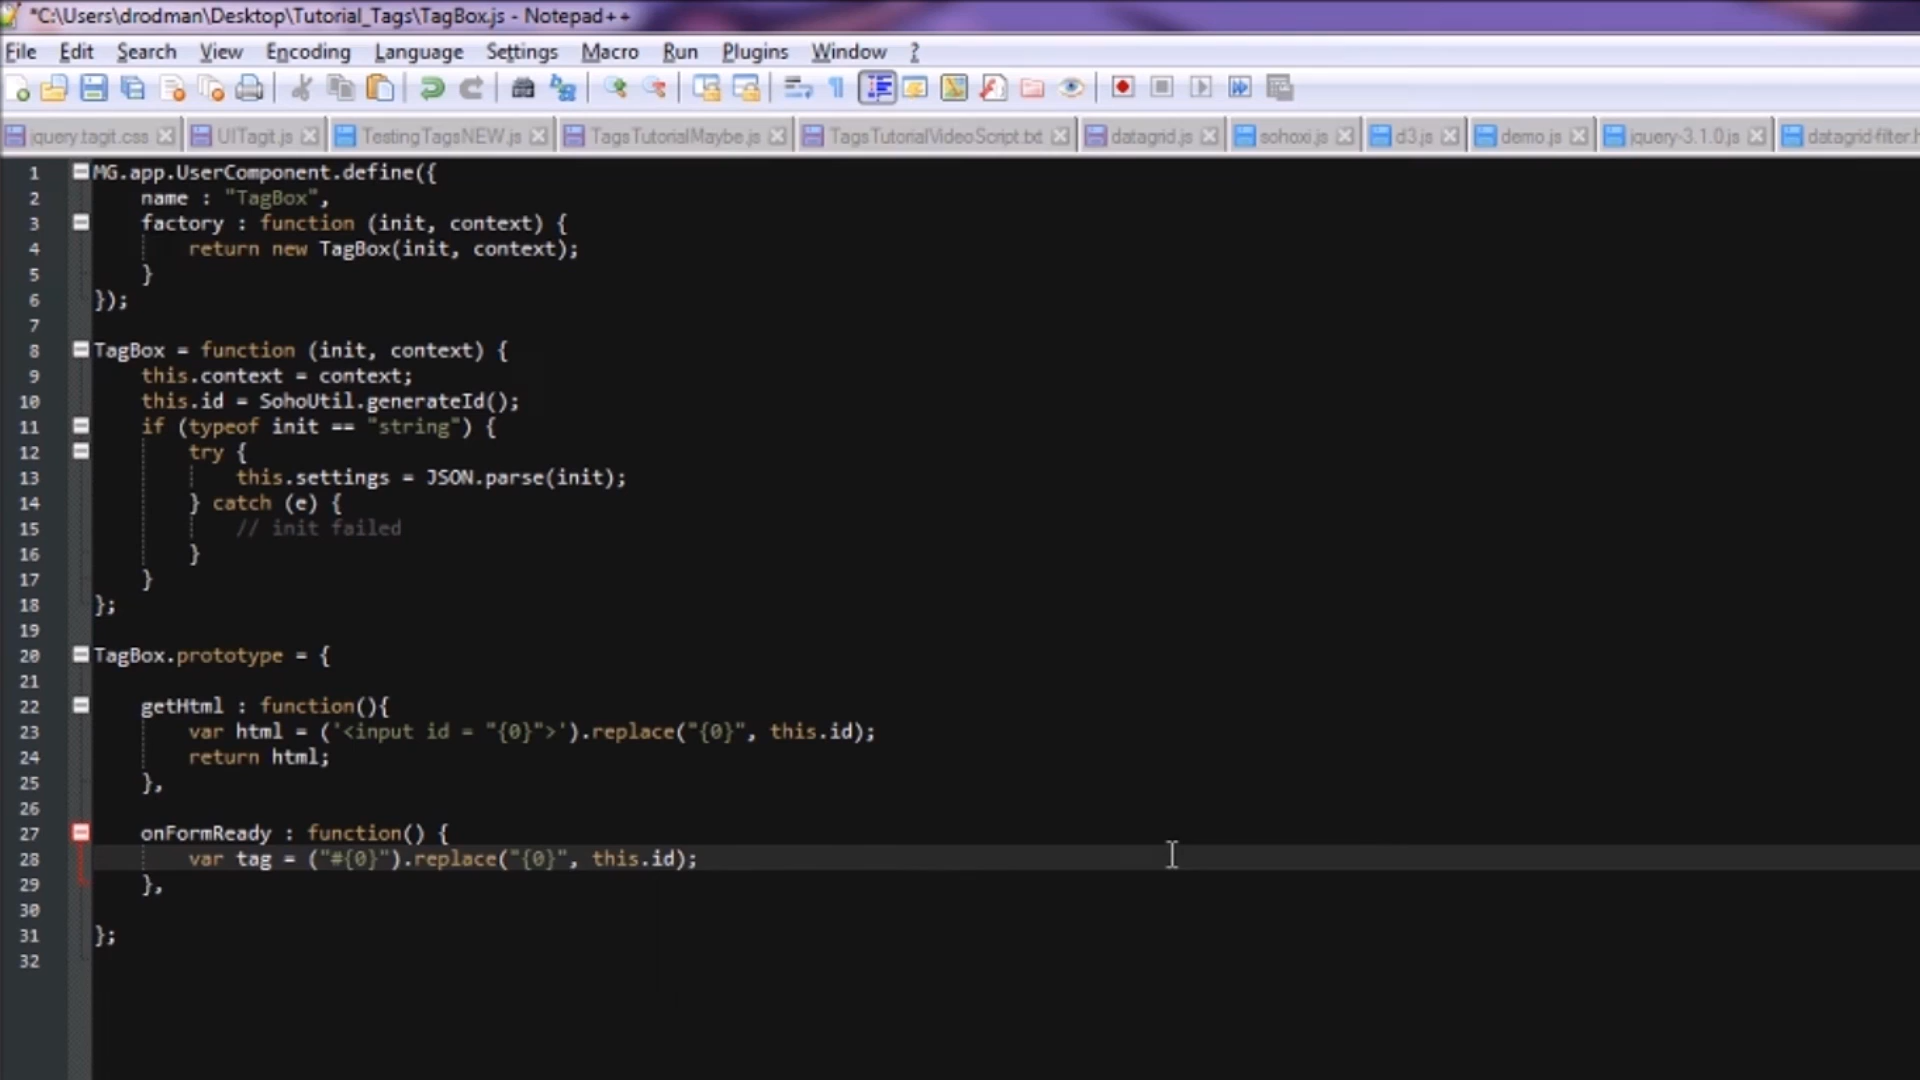 *C:\Users\drodman\Desktop\Tutorial_Tags\TagBox.js - Notepad++
File Edit Search View Encoding Language Settings Macro Run Plugins Window ?
jquery.tagit.css UITagit.js TestingTagsNEW.js TagsTutorialMaybe.js TagsTutorialVideoScript.txt datagrid.js sohoxi.js d3.js demo.js jquery-3.1.0.js datagrid-filter.h
1 MG.app.UserComponent.define({
2 name : "TagBox",
3 factory : function (init, context) {
4 return new TagBox(init, context);
5 }
6 });
7
8 TagBox = function (init, context) {
9 this.context = context;
10 this.id = SohoUtil.generateId();
11 if (typeof init == "string") {
12 try {
13 this.settings = JSON.parse(init);
14 } catch (e) {
15 // init failed
16 }
17 }
18 };
19
20 TagBox.prototype = {
21
22 getHtml : function(){
23 var html = ('<input id = "{0}">').replace("{0}", this.id);
24 return html;
25 },
26
27 onFormReady : function() {
28 var tag = ("#{0}").replace("{0}", this.id);
29 },
30
31 };
32